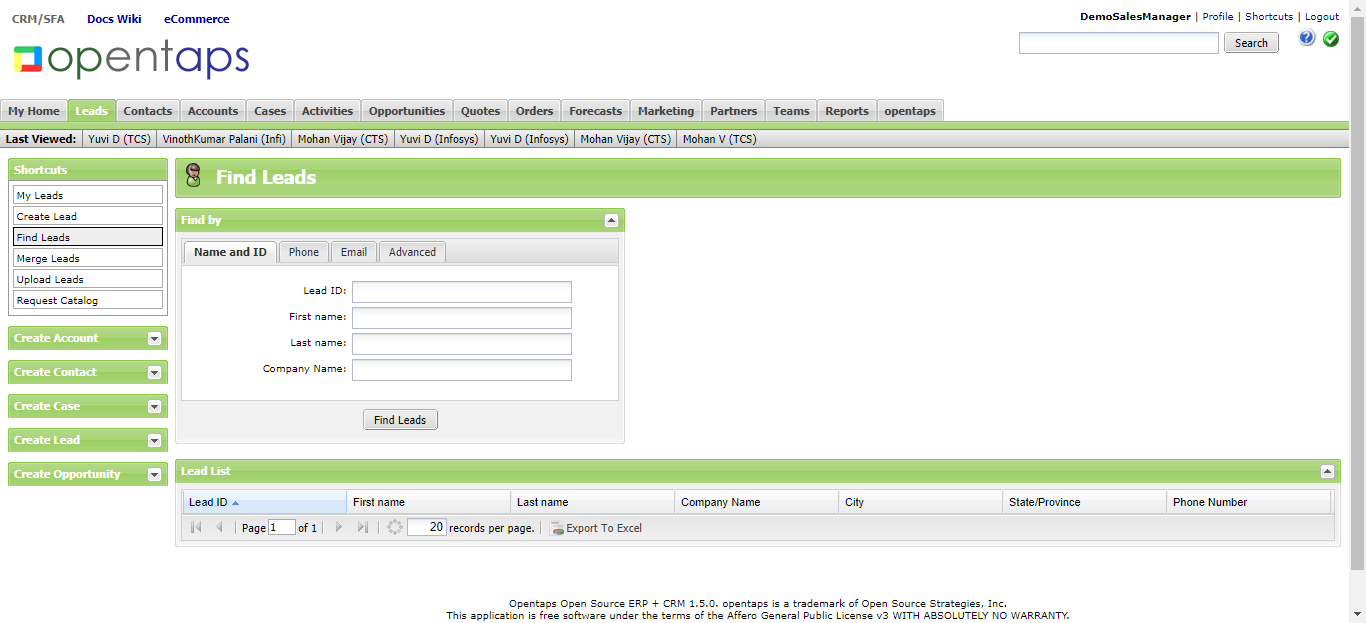 CRM/SFA Docs Wiki eCommerce
DemoSalesManager | Profile | Shortcuts | Logout
opentaps
Search
My Home Leads Contacts Accounts Cases Activities Opportunities Quotes Orders Forecasts Marketing Partners Teams Reports opentaps
Last Viewed: Yuvi D (TCS) VinothKumar Palani (Infi) Mohan Vijay (CTS) Yuvi D (Infosys) Yuvi D (Infosys) Mohan Vijay (CTS) Mohan V (TCS)
Shortcuts
My Leads
Create Lead
Find Leads
Merge Leads
Upload Leads
Request Catalog
Create Account
Create Contact
Create Case
Create Lead
Create Opportunity
Find Leads
Find by
Name and ID Phone Email Advanced
Lead ID:
First name:
Last name:
Company Name:
Find Leads
Lead List
Lead ID First name Last name Company Name City State/Province Phone Number
Page 1 of 1 20 records per page. Export To Excel
Opentaps Open Source ERP + CRM 1.5.0. opentaps is a trademark of Open Source Strategies, Inc.
This application is free software under the terms of the Affero General Public License v3 WITH ABSOLUTELY NO WARRANTY.